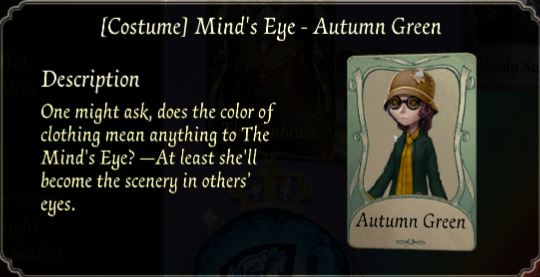 [Costume] Mind's Eye - Autumn Green
Description
One might ask, does the color of
clothing mean anything to The
Mind's Eye? —At least she'll
become the scenery in others'
eyes.
Autumn Green